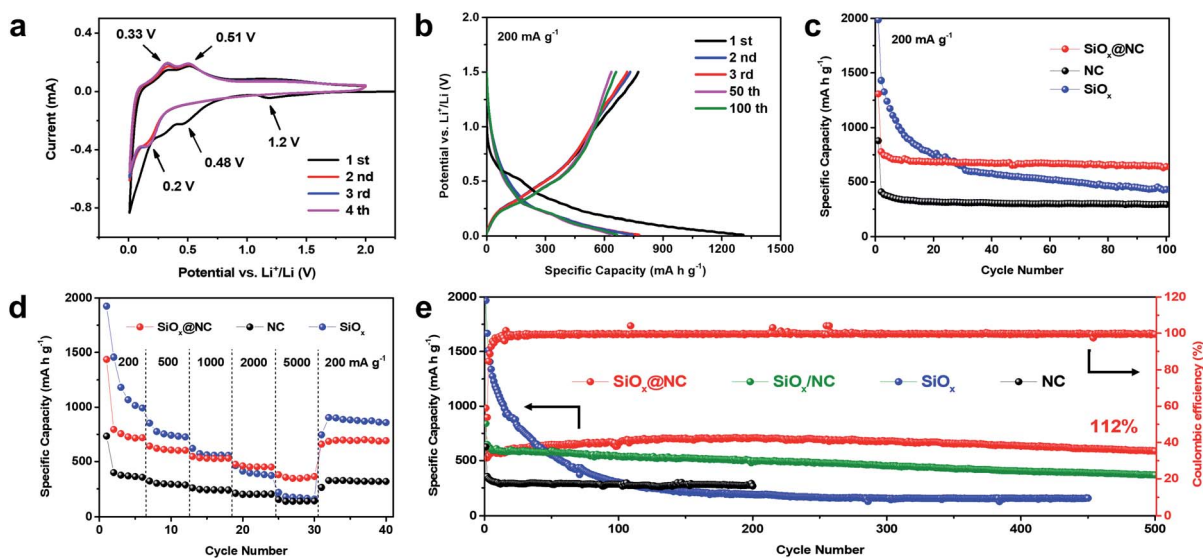 a
0.4
0.0
-0.4
-0.8
Current (mA)
0.33 V
0.51 V
1.2 V
0.48 V
0.2 V
1 st
2 nd
3 rd
4 th
0.0 0.5 1.0 1.5 2.0
Potential vs. Li⁺/Li (V)
b
2.0
1.5
1.0
0.5
0.0
Potential vs. Li⁺/Li (V)
200 mA g⁻¹
1 st
2 nd
3 rd
50 th
100 th
0 300 600 900 1200 1500
Specific Capacity (mA h g⁻¹)
c
2000
1500
1000
500
0
Specific Capacity (mA h g⁻¹)
200 mA g⁻¹
SiOₓ@NC
NC
SiOₓ
0 20 40 60 80 100
Cycle Number
d
2000
1500
1000
500
0
Specific Capacity (mA h g⁻¹)
SiOₓ@NC NC SiOₓ
200 500 1000 2000 5000 200 mA g⁻¹
0 10 20 30 40
Cycle Number
e
2000
1500
1000
500
0
Specific Capacity (mA h g⁻¹)
SiOₓ@NC SiOₓ/NC SiOₓ NC
112%
120
100
80
60
40
20
0
Coulombic efficiency (%)
0 100 200 300 400 500
Cycle Number